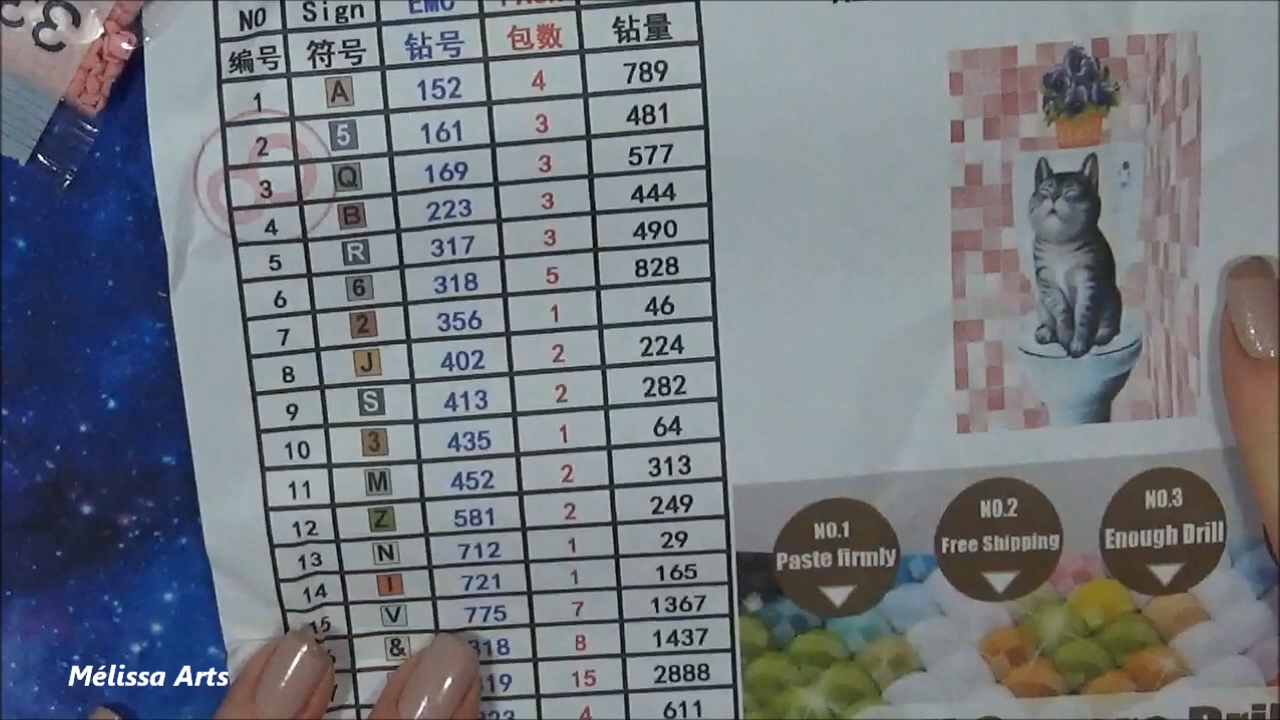 NO Sign EMC
编号 符号 钻号 包数 钻量
1 A 152 4 789
2 5 161 3 481
3 Q 169 3 577
4 B 223 3 444
5 R 317 3 490
6 6 318 5 828
7 2 356 1 46
8 J 402 2 224
9 S 413 2 282
10 3 435 1 64
11 M 452 2 313
12 Z 581 2 249
13 N 712 1 29
14 I 721 1 165
15 V 775 7 1367
& 318 8 1437
15 2888
4 611
NO.1
Paste firmly
NO.2
Free Shipping
NO.3
Enough Drill
Mélissa Arts